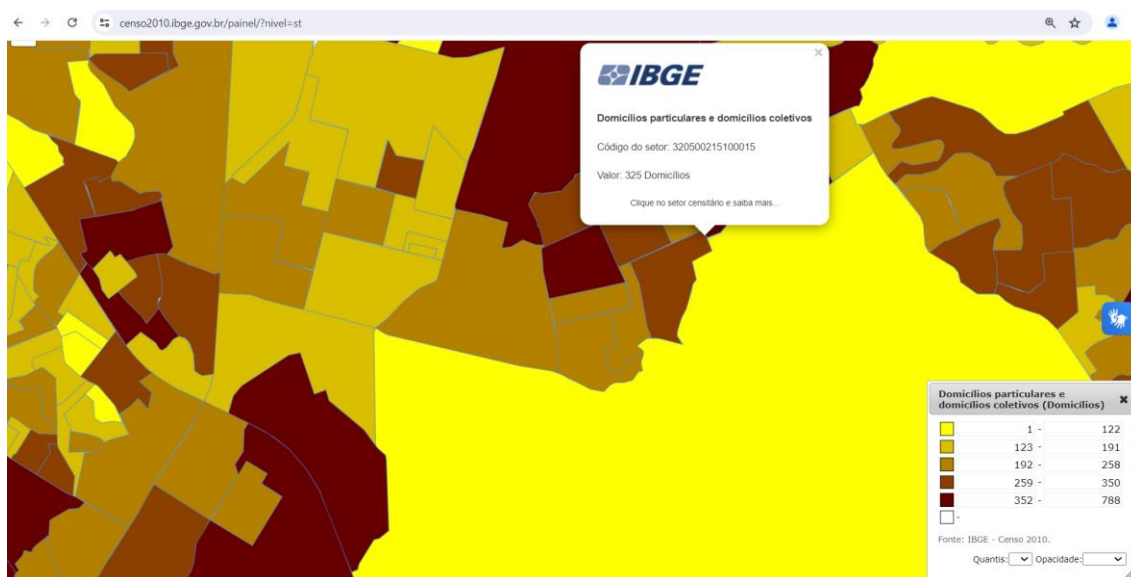 censo2010.ibge.gov.br/painel/?nivel=st
IBGE
Domicílios particulares e domicílios coletivos
Código do setor: 320500215100015
Valor: 325 Domicílios
Clique no setor censitário e saiba mais...
Domicílios particulares e
domicílios coletivos (Domicílios)
1 - 122
123 - 191
192 - 258
259 - 350
352 - 788
-
Fonte: IBGE - Censo 2010.
Quantis: Opacidade: